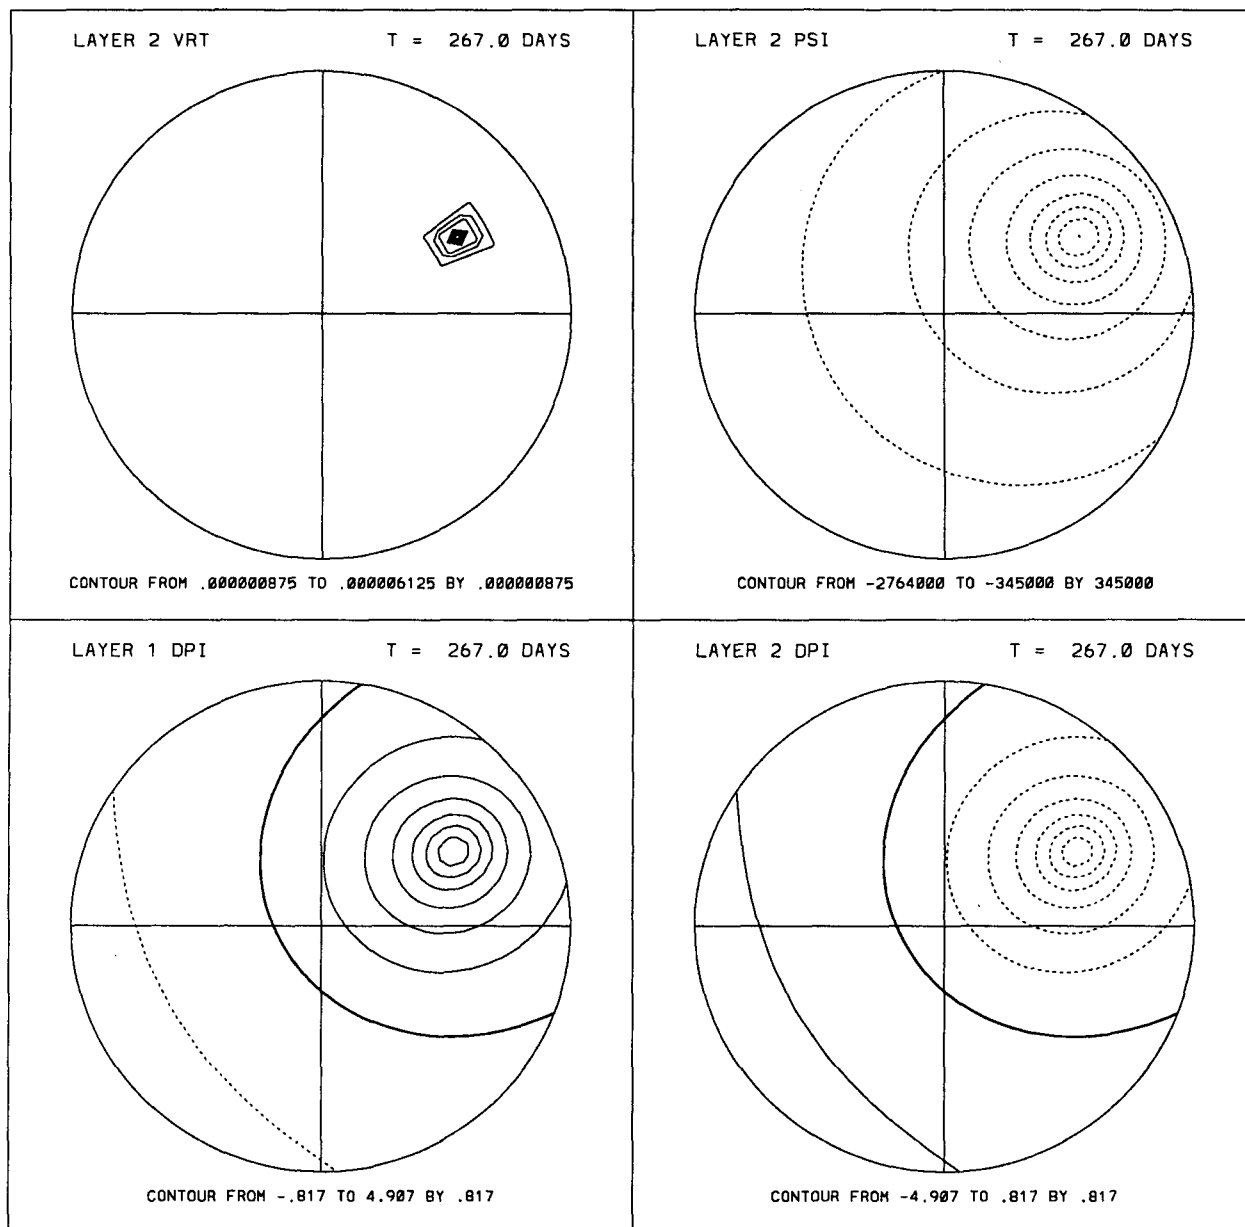 LAYER 2 VRT T = 267.0 DAYS
CONTOUR FROM .000000875 TO .000006125 BY .000000875
LAYER 2 PSI T = 267.0 DAYS
CONTOUR FROM -2764000 TO -345000 BY 345000
LAYER 1 DPI T = 267.0 DAYS
CONTOUR FROM -.817 TO 4.907 BY .817
LAYER 2 DPI T = 267.0 DAYS
CONTOUR FROM -4.907 TO .817 BY .817